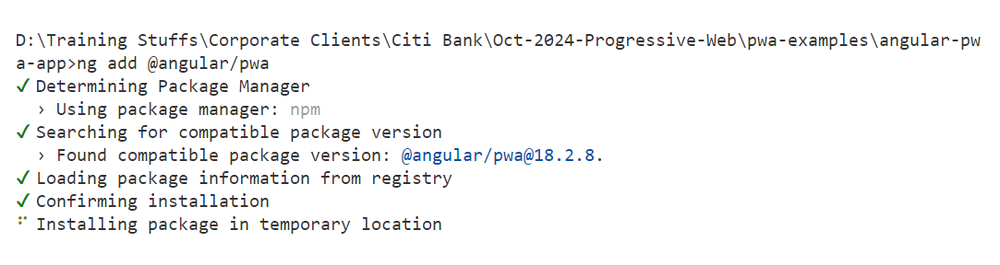 D:\Training Stuffs\Corporate Clients\Citi Bank\Oct-2024-Progressive-Web\pwa-examples\angular-pw
a-app>ng add @angular/pwa
✓ Determining Package Manager
› Using package manager: npm
✓ Searching for compatible package version
› Found compatible package version: @angular/pwa@18.2.8.
✓ Loading package information from registry
✓ Confirming installation
⠋ Installing package in temporary location